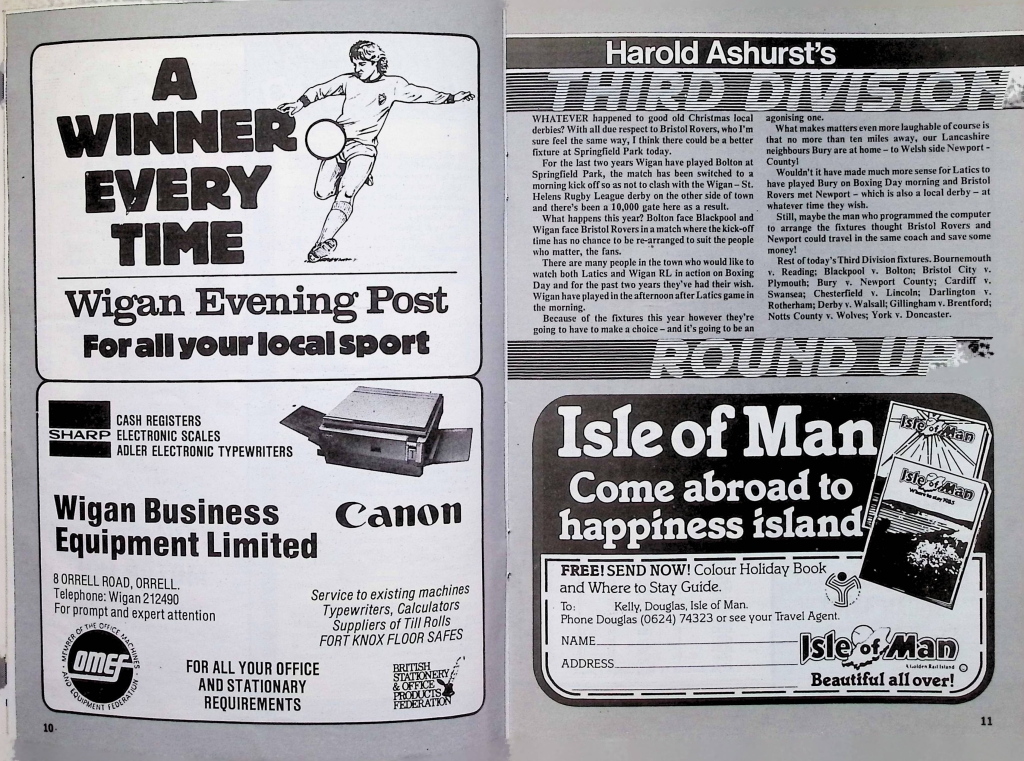 A
WINNER
EVERY
TIME
Wigan Evening Post
For all your local sport
SHARP
CASH REGISTERS
ELECTRONIC SCALES
ADLER ELECTRONIC TYPEWRITERS
Wigan Business
Equipment Limited
Canon
8 ORRELL ROAD, ORRELL.
Telephone: Wigan 212490
For prompt and expert attention
Service to existing machines
Typewriters, Calculators
Suppliers of Till Rolls
FORT KNOX FLOOR SAFES
MEMBER OF THE OFFICE MACHINES
AND EQUIPMENT FEDERATION
OMEF
FOR ALL YOUR OFFICE
AND STATIONARY
REQUIREMENTS
BRITISH
STATIONERY
& OFFICE
PRODUCTS
FEDERATION
10
Harold Ashurst's
THIRD DIVISION
WHATEVER happened to good old Christmas local
derbies? With all due respect to Bristol Rovers, who I'm
sure feel the same way, I think there could be a better
fixture at Springfield Park today.
For the last two years Wigan have played Bolton at
Springfield Park, the match has been switched to a
morning kick off so as not to clash with the Wigan – St.
Helens Rugby League derby on the other side of town
and there's been a 10,000 gate here as a result.
What happens this year? Bolton face Blackpool and
Wigan face Bristol Rovers in a match where the kick-off
time has no chance to be re-arranged to suit the people
who matter, the fans.
There are many people in the town who would like to
watch both Latics and Wigan RL in action on Boxing
Day and for the past two years they've had their wish.
Wigan have played in the afternoon after Latics game in
the morning.
Because of the fixtures this year however they're
going to have to make a choice – and it's going to be an
agonising one.
What makes matters even more laughable of course is
that no more than ten miles away, our Lancashire
neighbours Bury are at home – to Welsh side Newport -
County!
Wouldn't it have made much more sense for Latics to
have played Bury on Boxing Day morning and Bristol
Rovers met Newport – which is also a local derby – at
whatever time they wish.
Still, maybe the man who programmed the computer
to arrange the fixtures thought Bristol Rovers and
Newport could travel in the same coach and save some
money!
Rest of today's Third Division fixtures. Bournemouth
v. Reading; Blackpool v. Bolton; Bristol City v.
Plymouth; Bury v. Newport County; Cardiff v.
Swansea; Chesterfield v. Lincoln; Darlington v.
Rotherham; Derby v. Walsall; Gillingham v. Brentford;
Notts County v. Wolves; York v. Doncaster.
ROUND UP
Isle of Man
Come abroad to
happiness island
Isle of Man
Isle of Man
Where to stay 1985
FREE! SEND NOW! Colour Holiday Book
and Where to Stay Guide.
To: Kelly, Douglas, Isle of Man.
Phone Douglas (0624) 74323 or see your Travel Agent.
NAME
ADDRESS
Isle of Man
Beautiful all over!
11